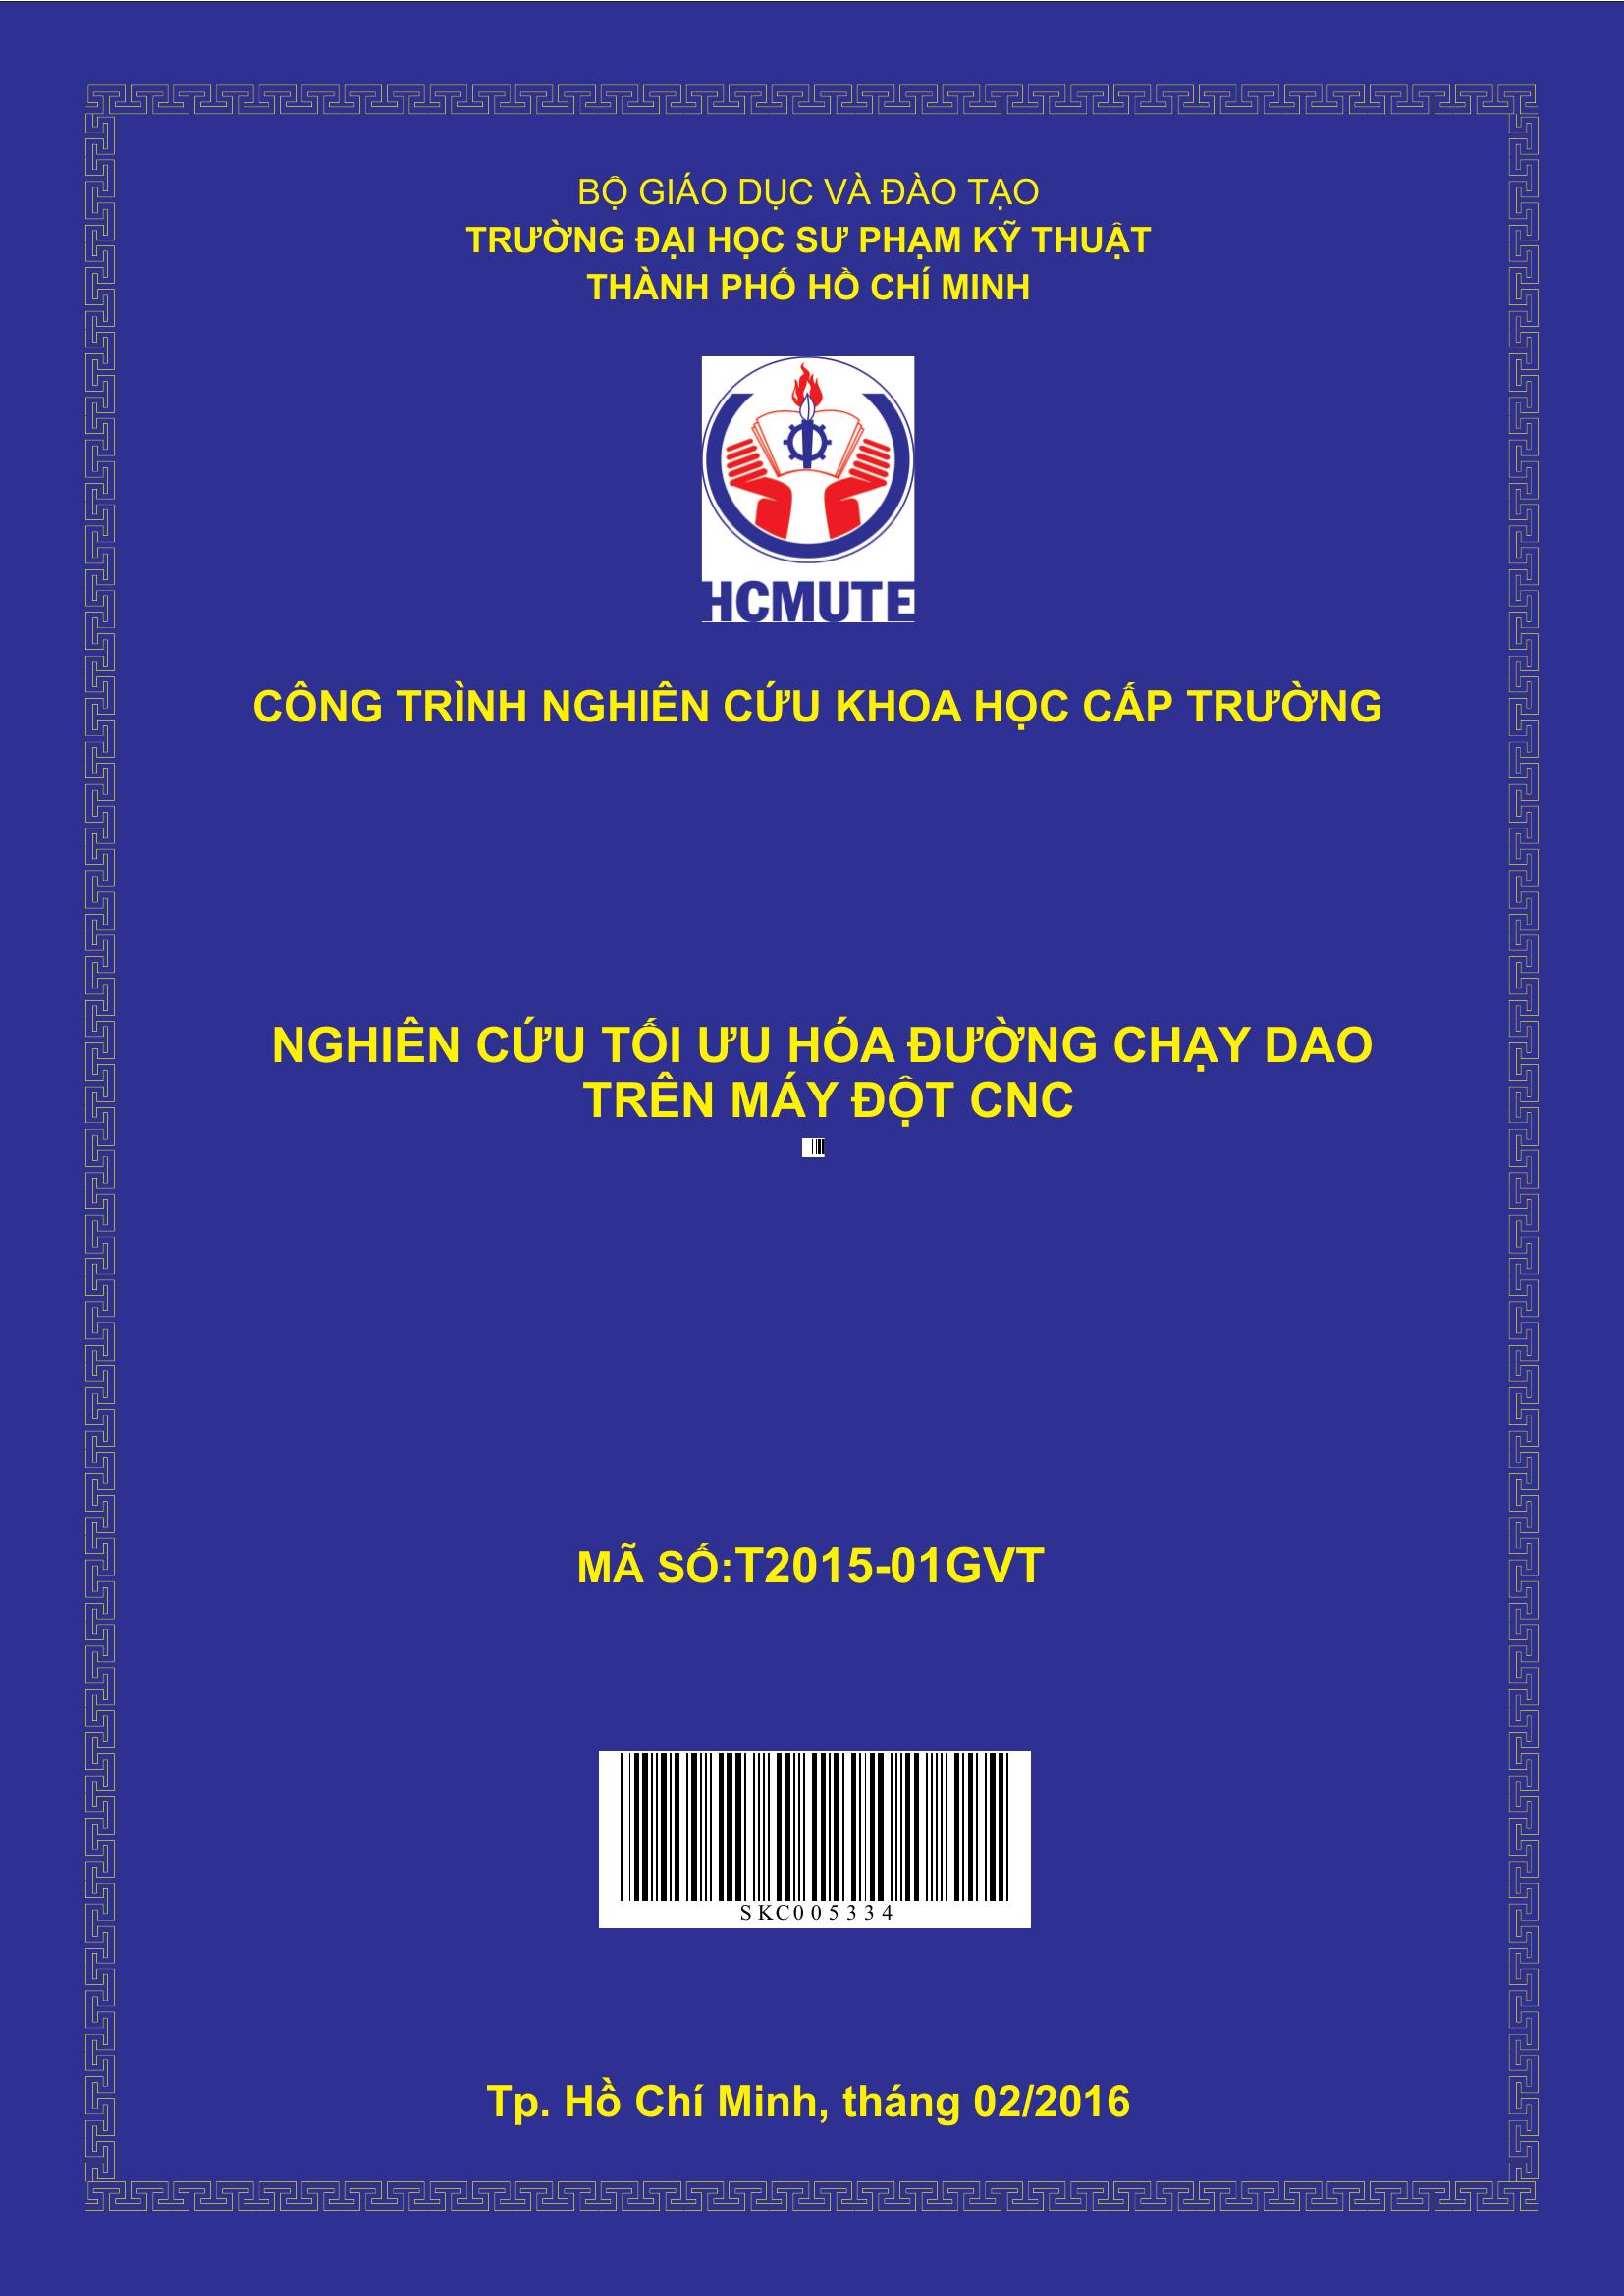 BỘ GIÁO DỤC VÀ ĐÀO TẠO
TRƯỜNG ĐẠI HỌC SƯ PHẠM KỸ THUẬT
THÀNH PHỐ HỒ CHÍ MINH
HCMUTE
CÔNG TRÌNH NGHIÊN CỨU KHOA HỌC CẤP TRƯỜNG
NGHIÊN CỨU TỐI ƯU HÓA ĐƯỜNG CHẠY DAO
TRÊN MÁY ĐỘT CNC
MÃ SỐ:T2015-01GVT
SKC005334
Tp. Hồ Chí Minh, tháng 02/2016